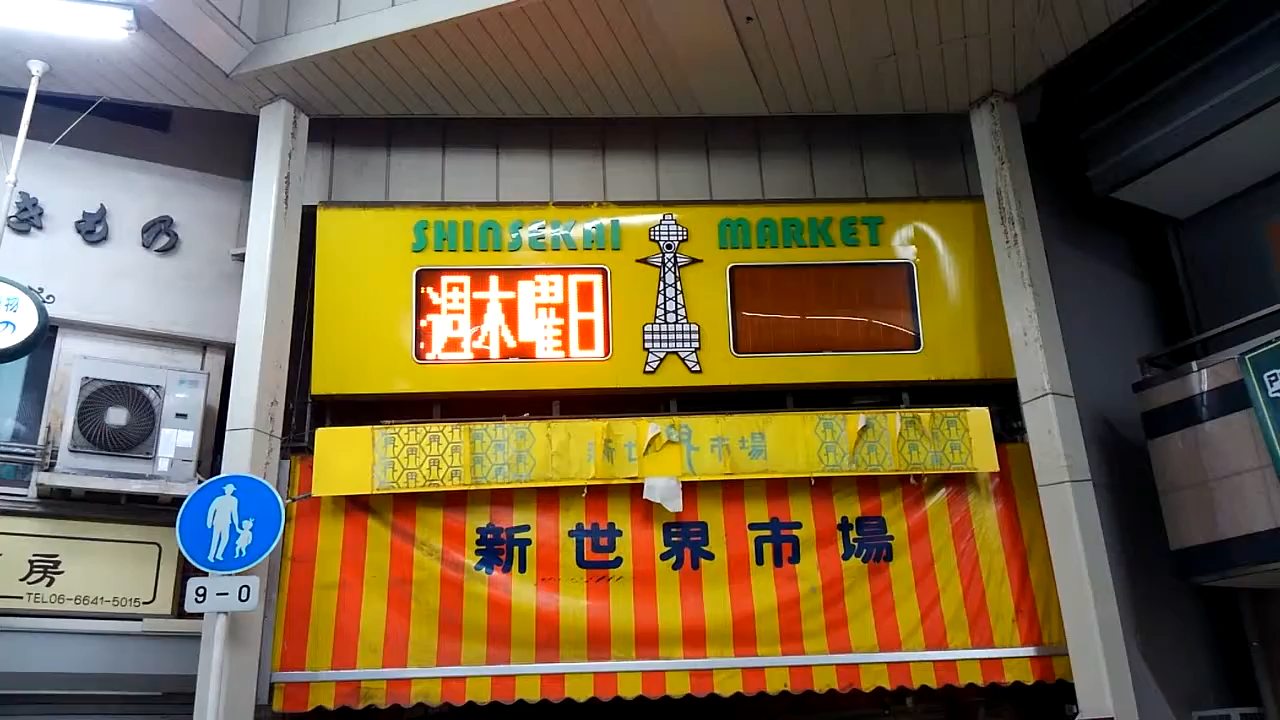 SHINSEKAI MARKET
週木曜日
新世界市場
新世界市場
きもの
房
TEL06-6641-5015
9-0